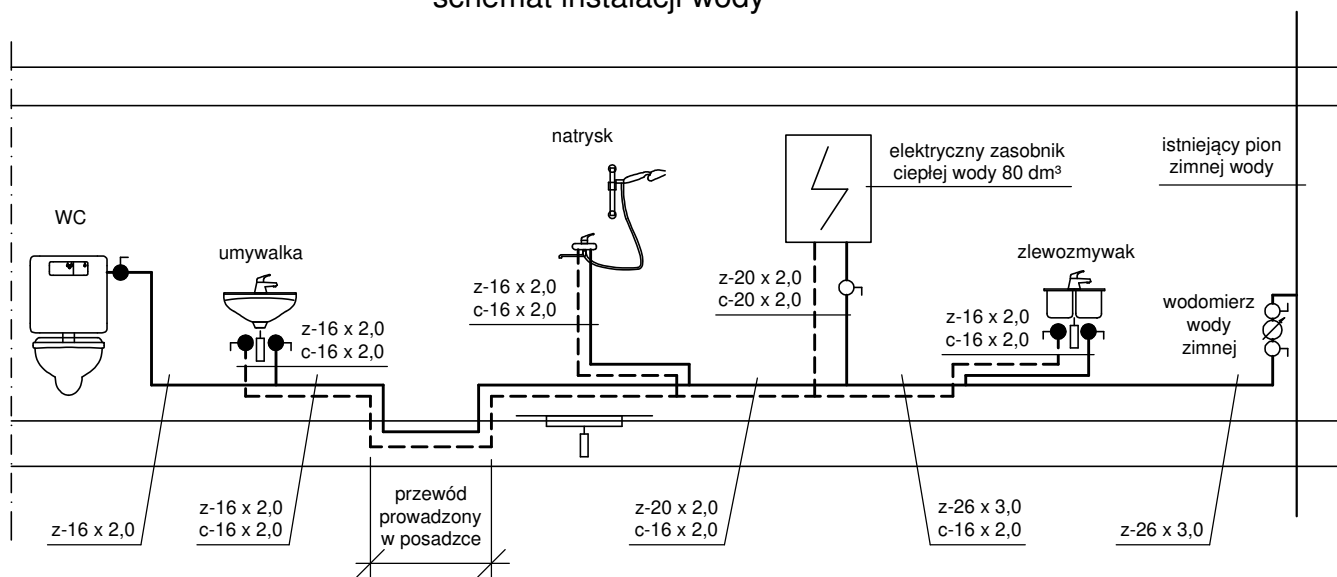 schemat instalacji wody
natrysk
elektryczny zasobnik
ciepłej wody 80 dm³
istniejący pion
zimnej wody
WC
umywalka
zlewozmywak
z-16 x 2,0
c-16 x 2,0
z-20 x 2,0
c-20 x 2,0
z-16 x 2,0
c-16 x 2,0
wodomierz
wody
zimnej
z-16 x 2,0
c-16 x 2,0
z-16 x 2,0
z-16 x 2,0
c-16 x 2,0
przewód
prowadzony
w posadzce
z-20 x 2,0
c-16 x 2,0
z-26 x 3,0
c-16 x 2,0
z-26 x 3,0